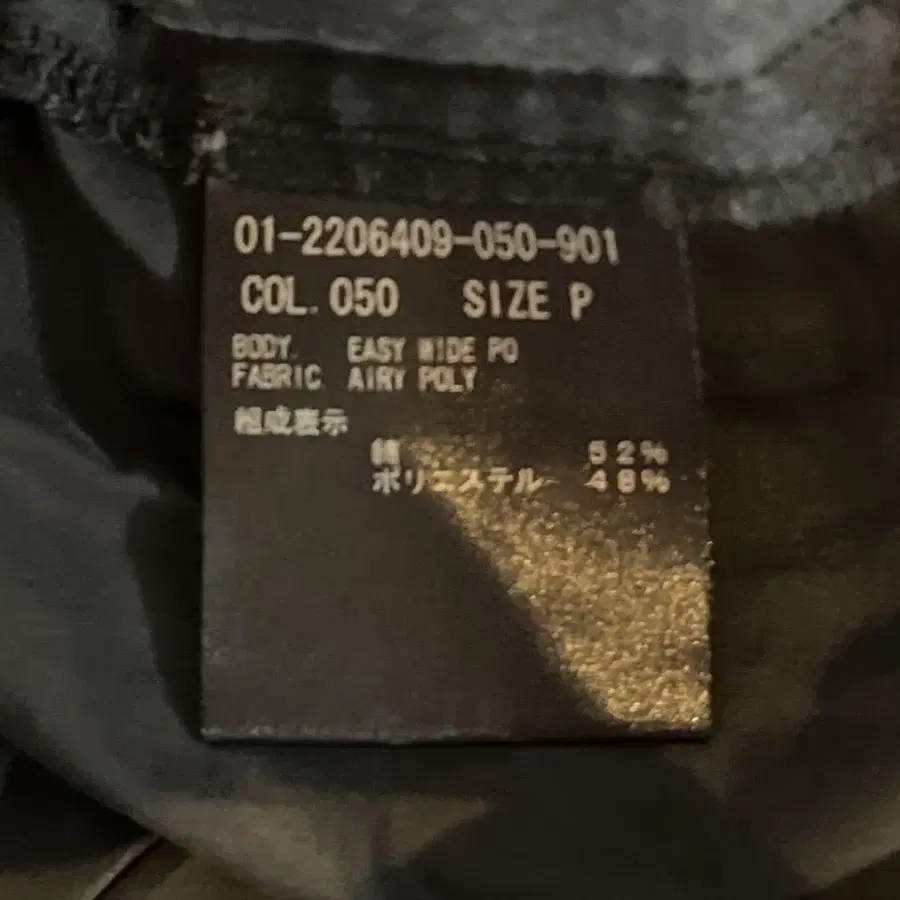 01-2206409-050-901
COL. 050 SIZE P
BODY. EASY WIDE PO
FABRIC. AIRY POLY
組成表示
綿 52%
ポリエステル 48%